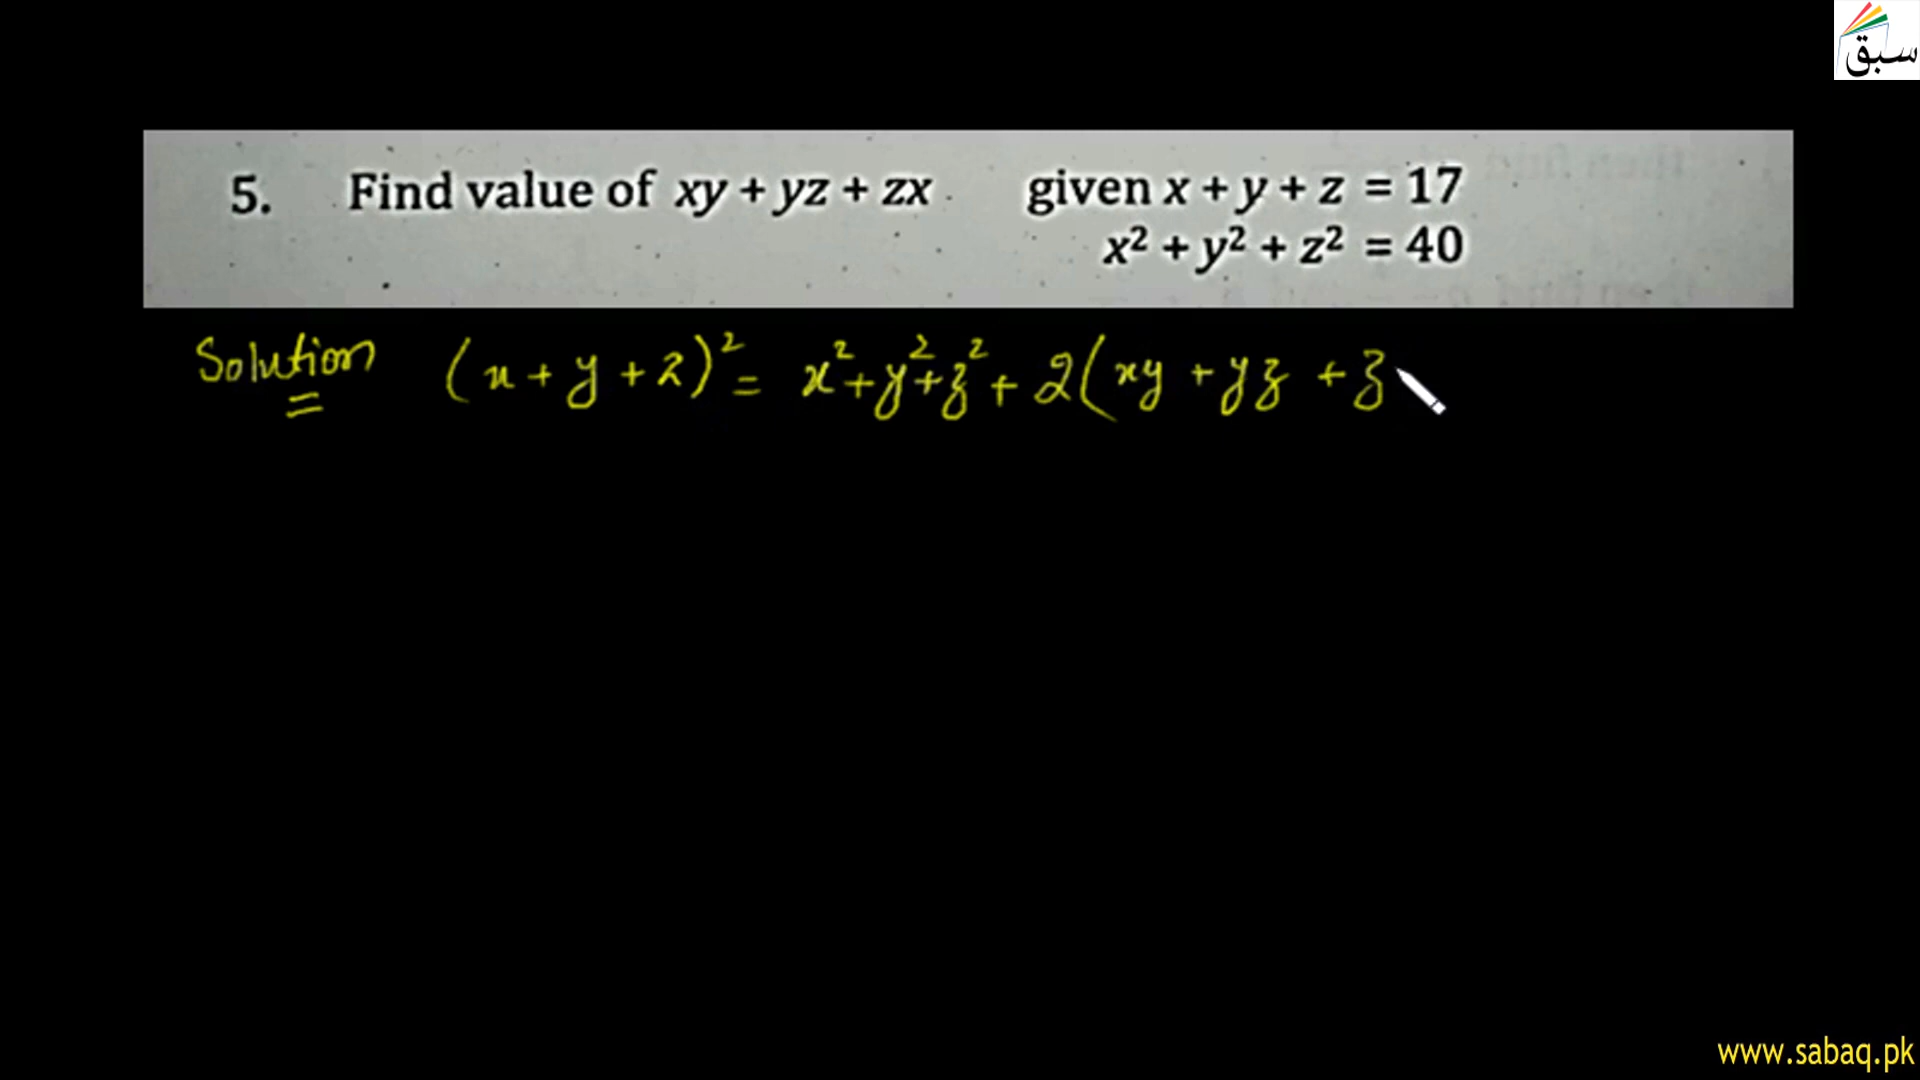 سبق
5. Find value of xy + yz + zx given x + y + z = 17
x² + y² + z² = 40
Solution (x + y + z)² = x² + y² + z² + 2(xy + yz + z
www.sabaq.pk